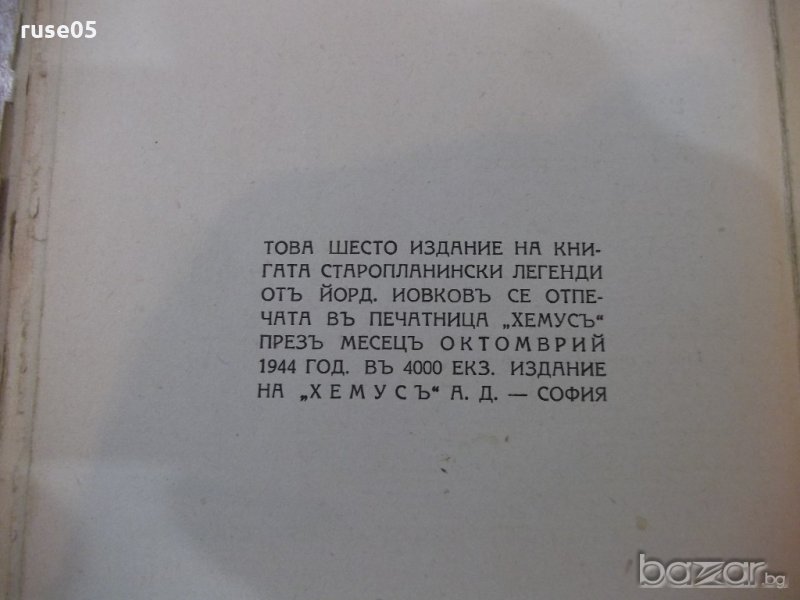 ruse05
ТОВА ШЕСТО ИЗДАНИЕ НА КНИ-
ГАТА СТАРОПЛАНИНСКИ ЛЕГЕНДИ
ОТЪ ЙОРД. ИОВКОВЪ СЕ ОТПЕ-
ЧАТА ВЪ ПЕЧАТНИЦА „ХЕМУСЪ“
ПРЕЗЪ МЕСЕЦЪ ОКТОМВРИЙ
1944 ГОД. ВЪ 4000 ЕКЗ. ИЗДАНИЕ
НА „ХЕМУСЪ“ А. Д. — СОФИЯ
bazar.bg